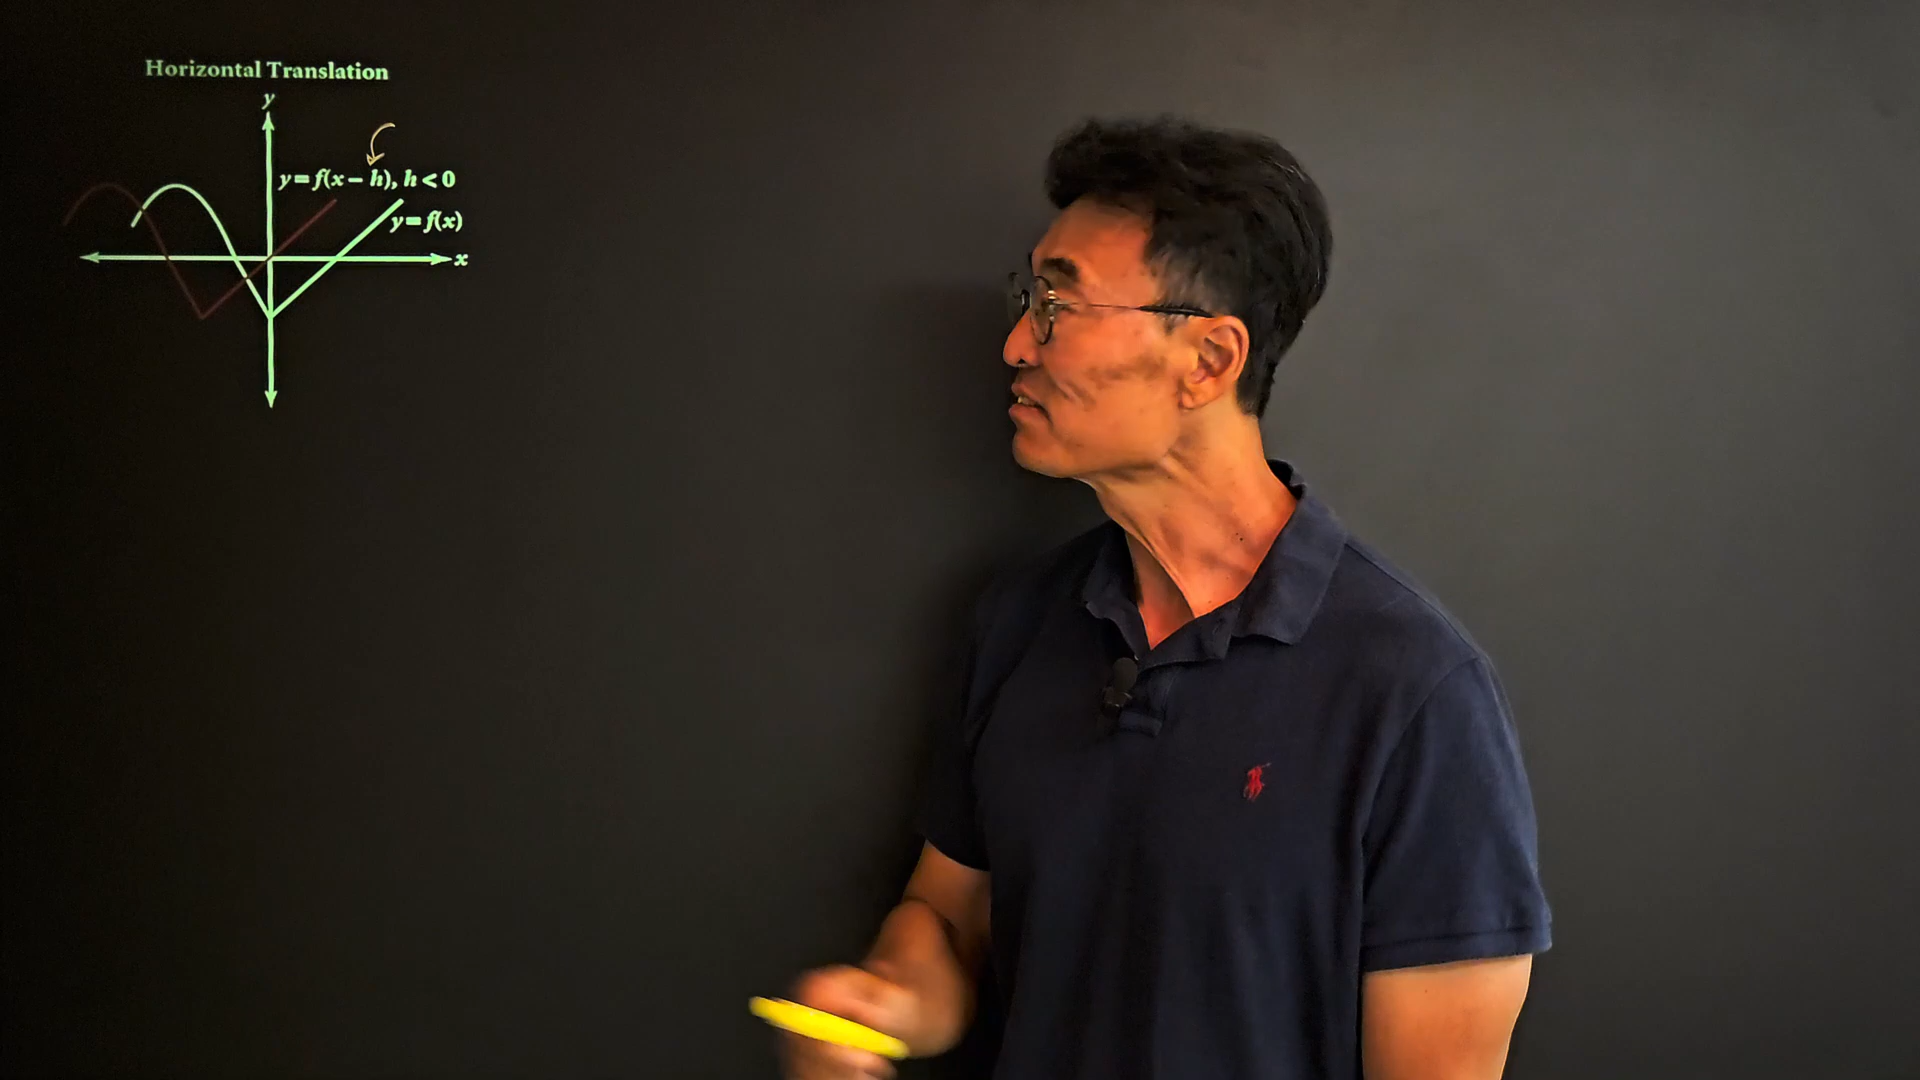 Horizontal Translation
y
y = f(x − h), h < 0
y = f(x)
x